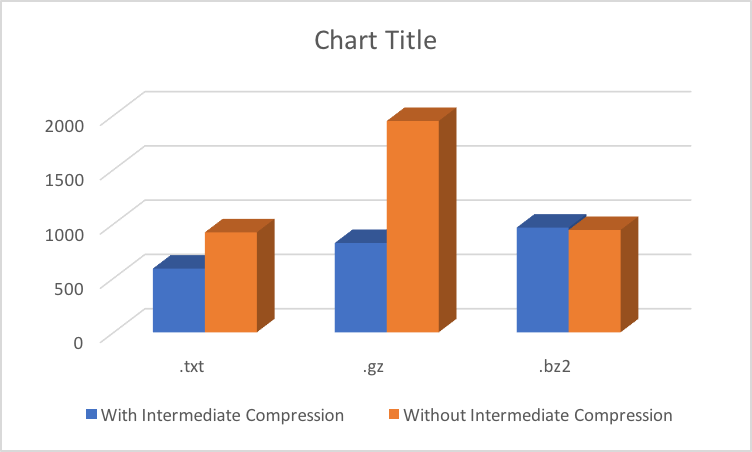 Chart Title
2000
1500
1000
500
0
.txt .gz .bz2
With Intermediate Compression Without Intermediate Compression